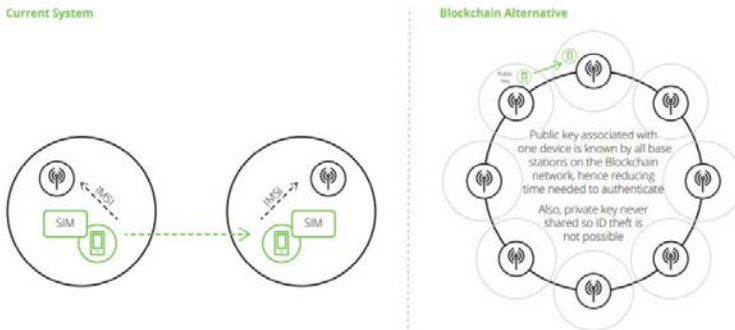 Current System
IMSI
SIM
IMSI
SIM
Blockchain Alternative
Public
key
Public key associated with
one device is known by all base
stations on the Blockchain
network, hence reducing
time needed to authenticate
Also, private key never
shared so ID theft is
not possible